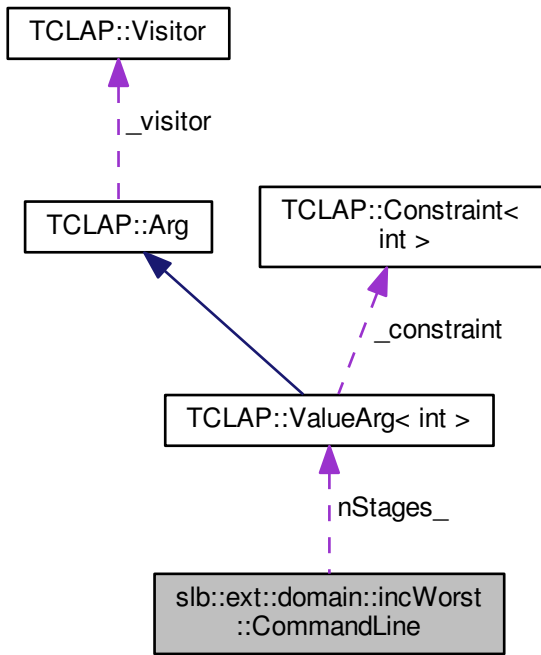 TCLAP::Visitor
_visitor
TCLAP::Arg
TCLAP::Constraint<
int >
_constraint
TCLAP::ValueArg< int >
nStages_
slb::ext::domain::incWorst
::CommandLine